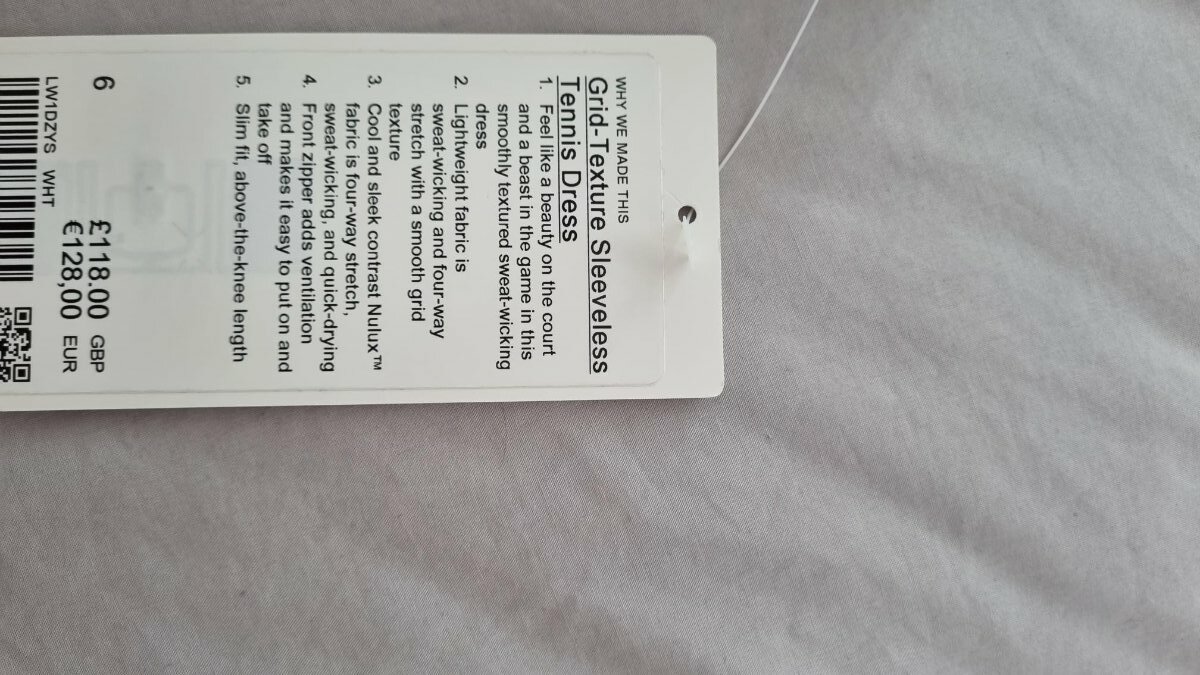 WHY WE MADE THIS
Grid-Texture Sleeveless
Tennis Dress
1. Feel like a beauty on the court
and a beast in the game in this
smoothly textured sweat-wicking
dress
2. Lightweight fabric is
sweat-wicking and four-way
stretch with a smooth grid
texture
3. Cool and sleek contrast Nulux™
fabric is four-way stretch,
sweat-wicking, and quick-drying
4. Front zipper adds ventilation
and makes it easy to put on and
take off
5. Slim fit, above-the-knee length
6 £118.00 GBP
€128,00 EUR
LW1DZYS WHT